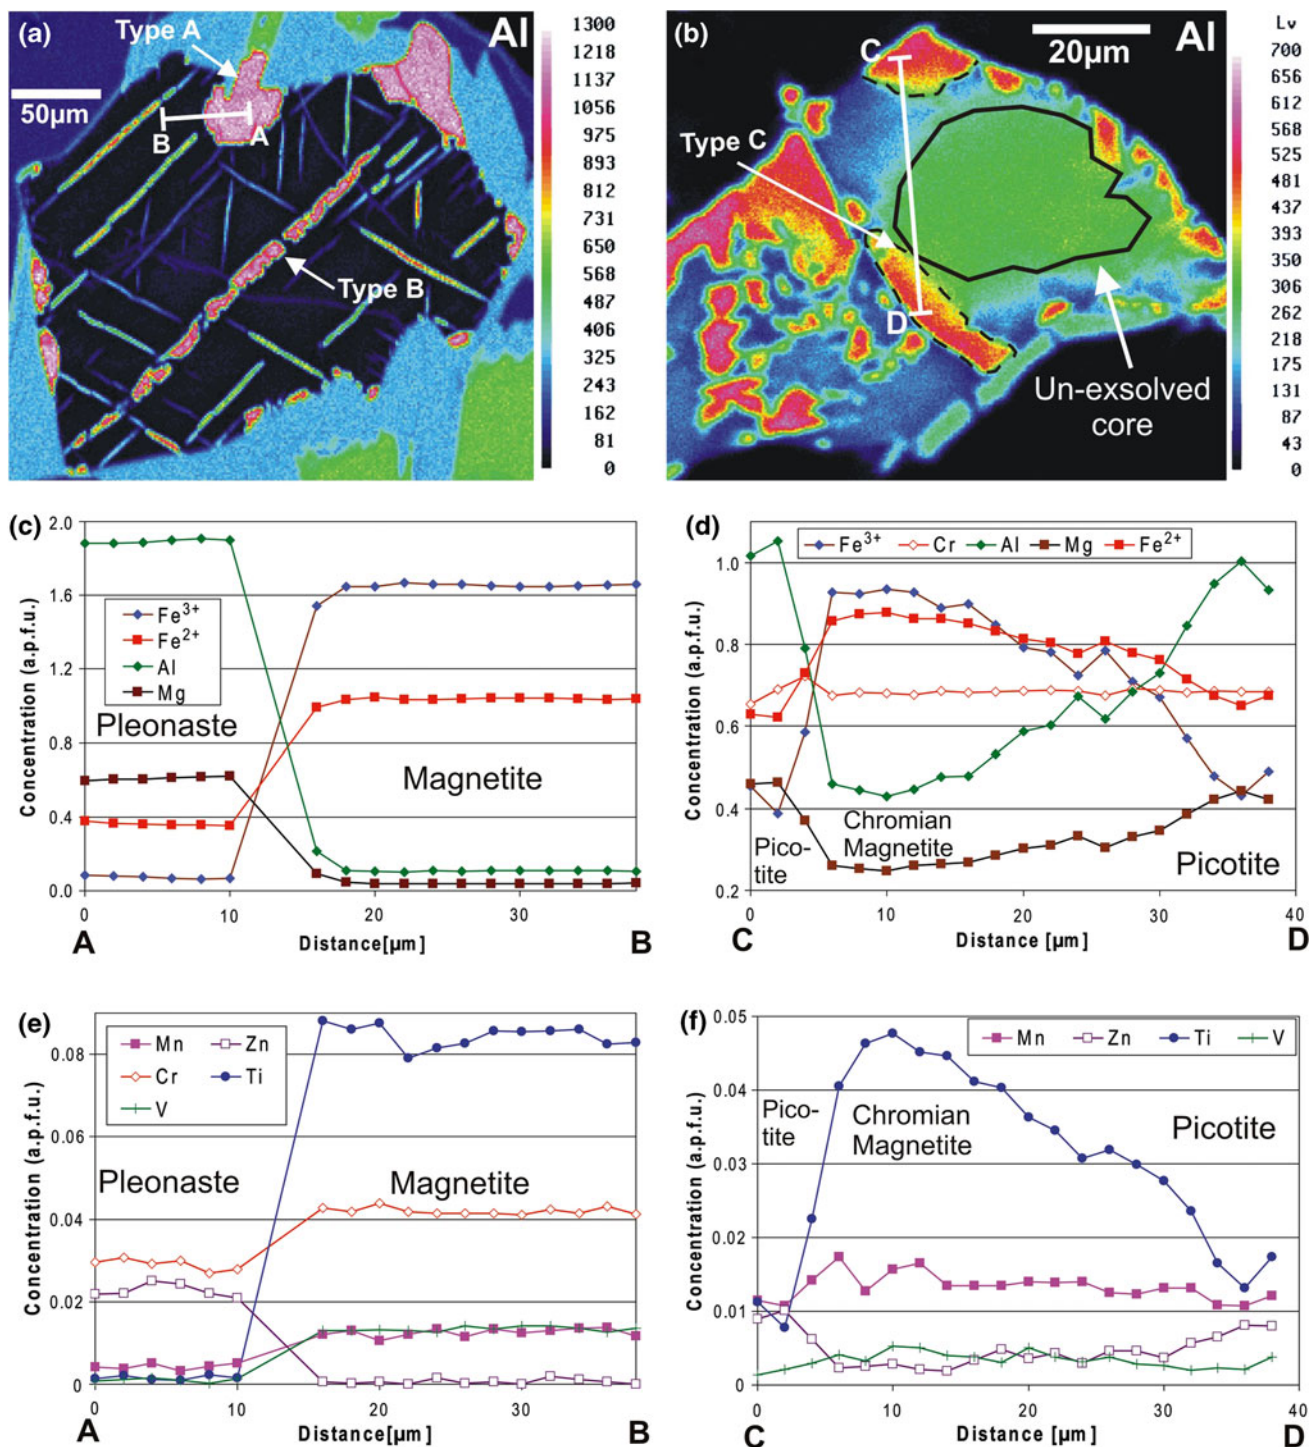 (a)
Type A
Al
50µm
B
A
Type B
1300
1218
1137
1056
975
893
812
731
650
568
487
406
325
243
162
81
0
(b)
C
20µm
Al
Type C
D
Un-exsolved
core
Lv
700
656
612
568
525
481
437
393
350
306
262
218
175
131
87
43
0
(c)
Concentration (a.p.f.u.)
2.0
1.6
1.2
0.8
0.4
0.0
Fe3+
Fe2+
Al
Mg
Pleonaste
Magnetite
0 10 20 30
A Distance[µm] B
(d)
Concentration (a.p.f.u.)
1.0
0.8
0.6
0.4
0.2
Fe3+ Cr Al Mg Fe2+
Pico-
tite
Chromian
Magnetite
Picotite
0 10 20 30 40
C Distance [µm] D
(e)
Concentration (a.p.f.u.)
0.08
0.06
0.04
0.02
0
Mn Zn
Cr Ti
V
Pleonaste
Magnetite
0 10 20 30
A Distance[µm] B
(f)
Concentration (a.p.f.u.)
0.05
0.04
0.03
0.02
0.01
0
Mn Zn Ti V
Pico-
tite
Chromian
Magnetite
Picotite
0 10 20 30 40
C Distance [µm] D